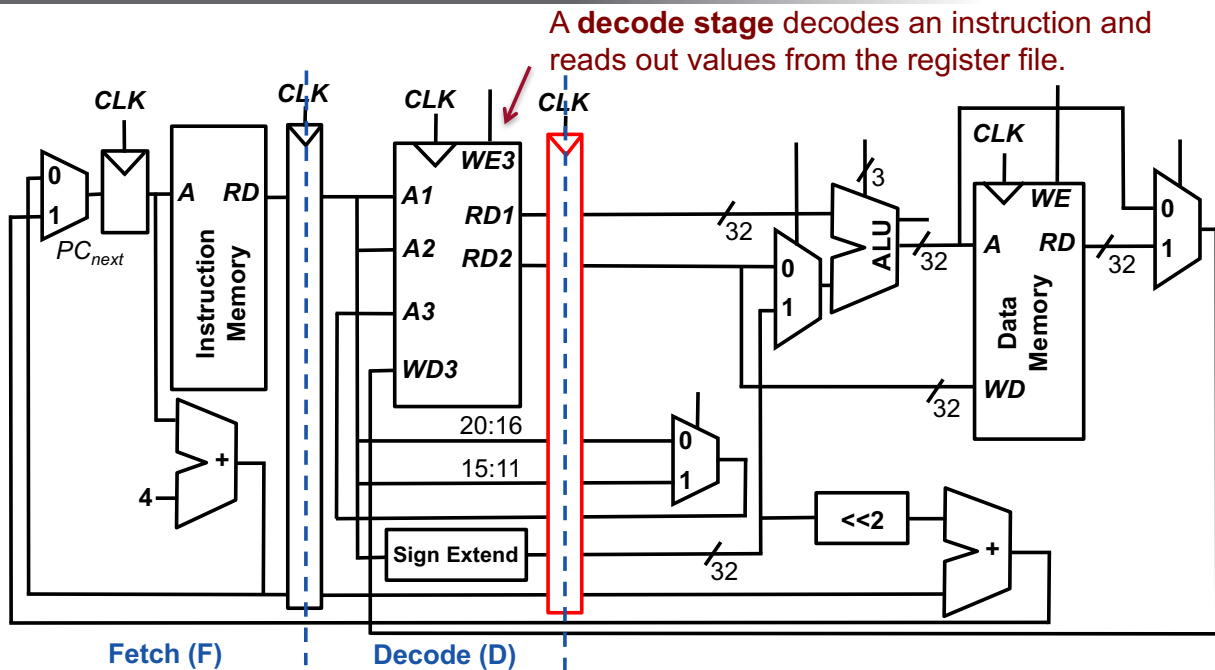 A decode stage decodes an instruction and
reads out values from the register file.
CLK
CLK
CLK
CLK
CLK
0
1
PCnext
A
RD
Instruction
Memory
4
+
WE3
A1
RD1
A2
RD2
A3
WD3
20:16
15:11
0
1
Sign Extend
32
32
0
1
3
ALU
32
WE
A
RD
Data
Memory
WD
32
32
0
1
<<2
+
Fetch (F)
Decode (D)